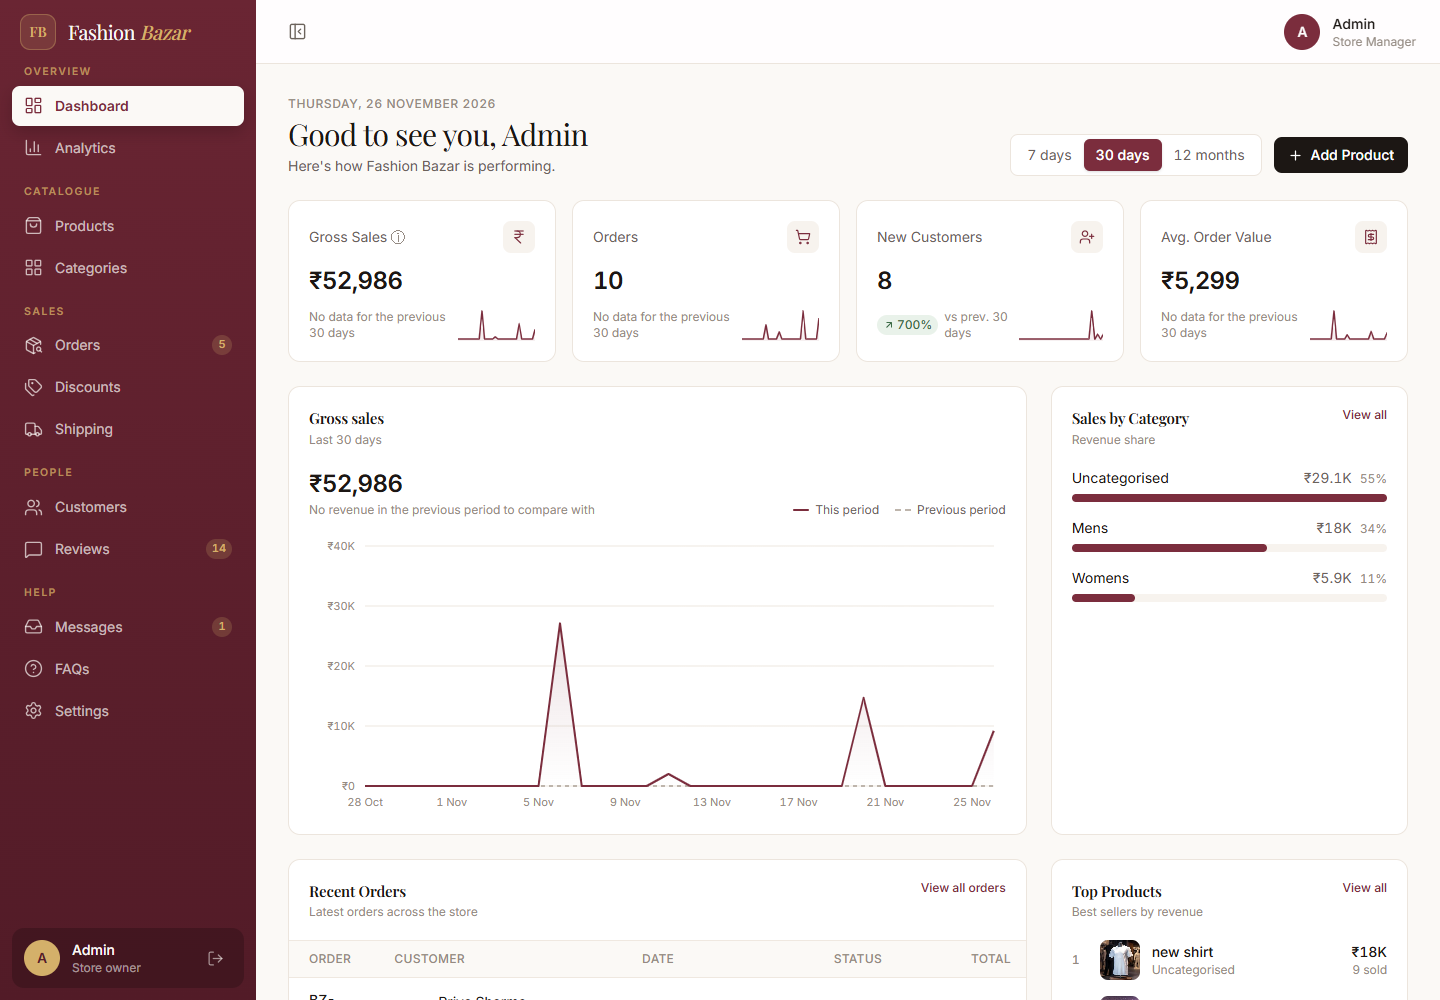 FB
Fashion Bazar
OVERVIEW
Dashboard
Analytics
CATALOGUE
Products
Categories
SALES
Orders 5
Discounts
Shipping
PEOPLE
Customers
Reviews 14
HELP
Messages 1
FAQs
Settings
A
Admin
Store owner
A
Admin
Store Manager
THURSDAY, 26 NOVEMBER 2026
Good to see you, Admin
Here's how Fashion Bazar is performing.
7 days 30 days 12 months
+ Add Product
Gross Sales ⓘ
₹
₹52,986
No data for the previous
30 days
Orders
10
No data for the previous
30 days
New Customers
8
↗ 700% vs prev. 30
days
Avg. Order Value
$
₹5,299
No data for the previous
30 days
Gross sales
Last 30 days
₹52,986
No revenue in the previous period to compare with
This period Previous period
₹40K
₹30K
₹20K
₹10K
₹0
28 Oct 1 Nov 5 Nov 9 Nov 13 Nov 17 Nov 21 Nov 25 Nov
Sales by Category View all
Revenue share
Uncategorised ₹29.1K 55%
Mens ₹18K 34%
Womens ₹5.9K 11%
Recent Orders View all orders
Latest orders across the store
ORDER CUSTOMER DATE STATUS TOTAL
Top Products View all
Best sellers by revenue
1 new shirt ₹18K
Uncategorised 9 sold